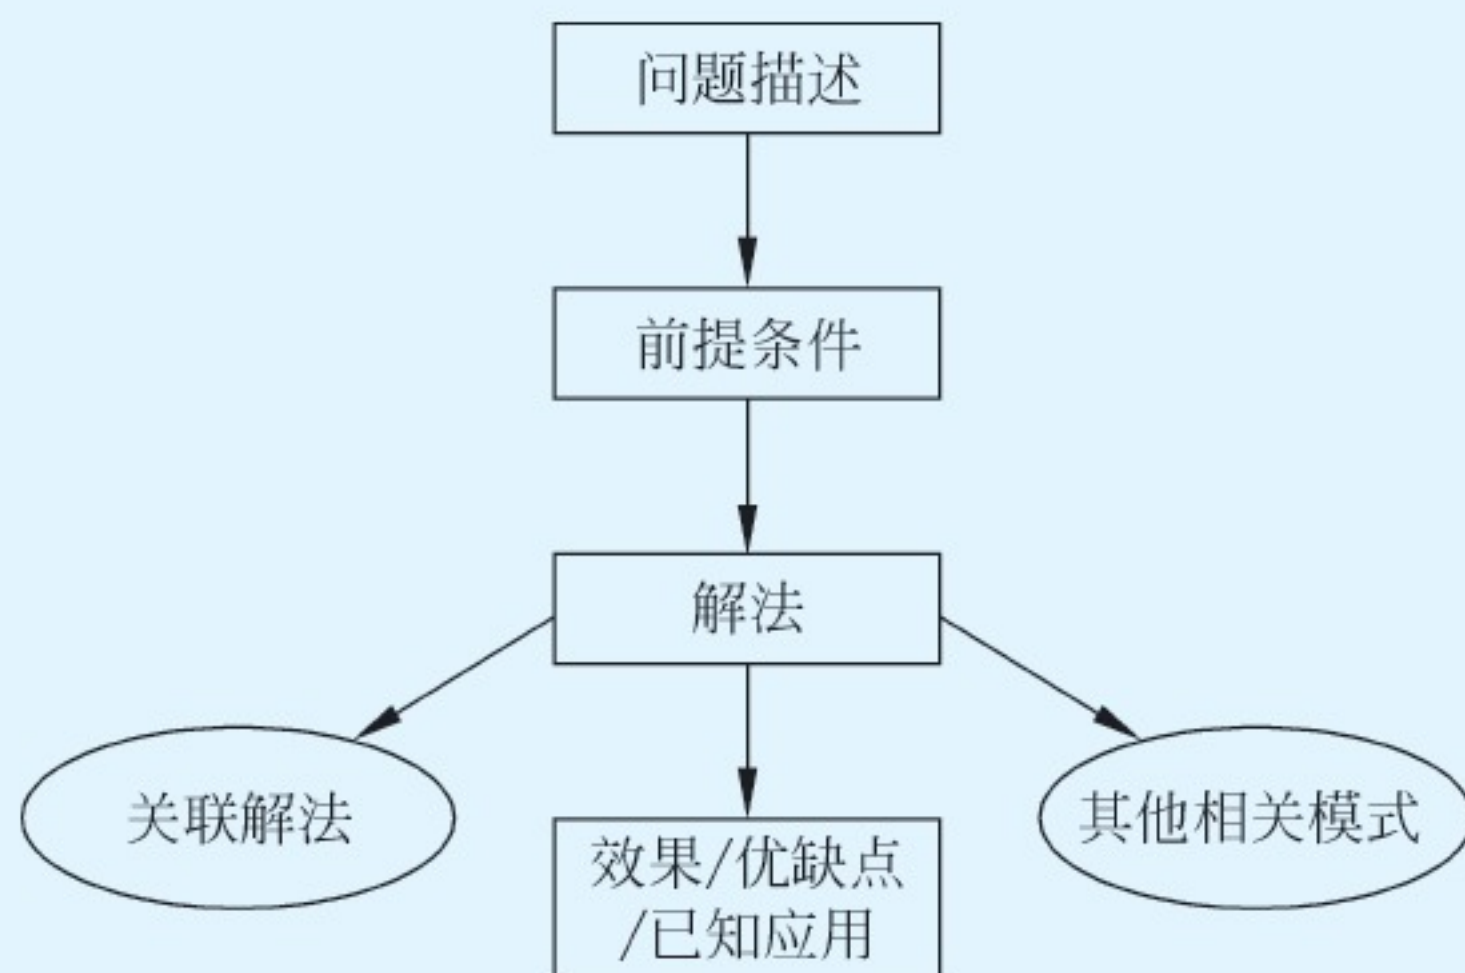 问题描述
前提条件
解法
关联解法
效果/优缺点
/已知应用
其他相关模式